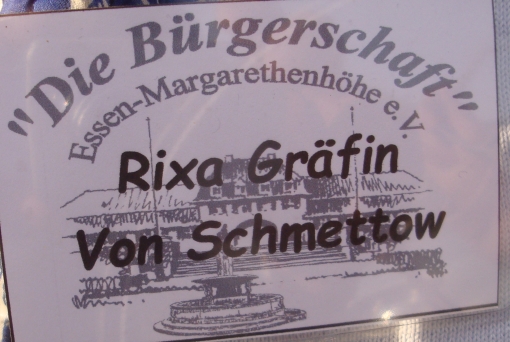 "Die Bürgerschaft"
Essen-Margarethenhöhe e.V.
Rixa Gräfin
Von Schmettow